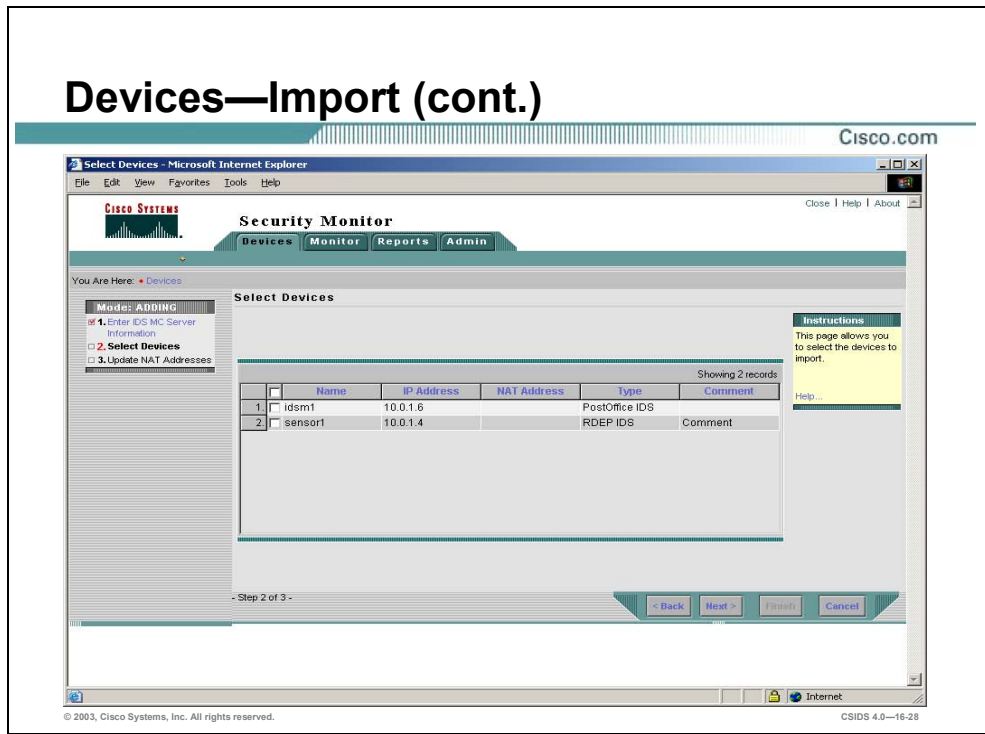 Devices—Import (cont.)
Cisco.com
Select Devices - Microsoft Internet Explorer
File Edit View Favorites Tools Help
Close | Help | About
CISCO SYSTEMS
Security Monitor
Devices Monitor Reports Admin
You Are Here: • Devices
Mode: ADDING
1. Enter IDS MC Server
Information
2. Select Devices
3. Update NAT Addresses
Select Devices
Showing 2 records
Name IP Address NAT Address Type Comment
1. idsm1 10.0.1.6 PostOffice IDS
2. sensor1 10.0.1.4 RDEP IDS Comment
Instructions
This page allows you
to select the devices to
import.
Help...
- Step 2 of 3 -
< Back Next > Finish Cancel
Internet
© 2003, Cisco Systems, Inc. All rights reserved.
CSIDS 4.0—16-28